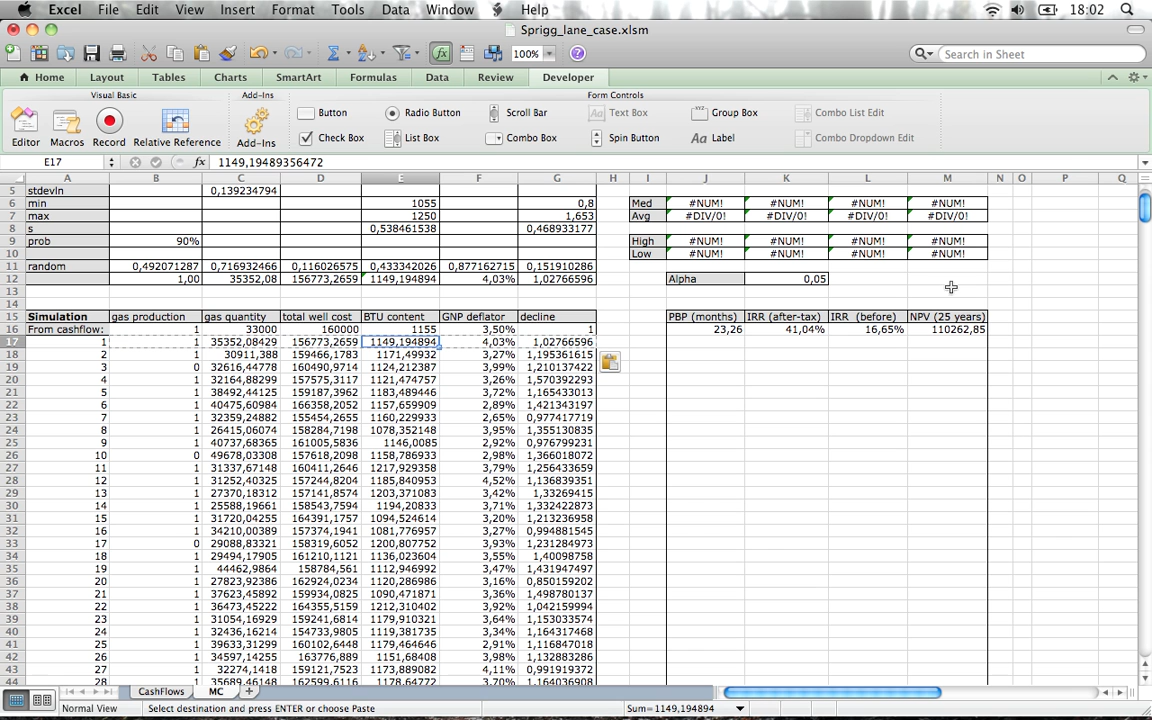 Excel File Edit View Insert Format Tools Data Window Help 18:02
Sprigg_lane_case.xlsm
100% Search in Sheet
Home Layout Tables Charts SmartArt Formulas Data Review Developer
Visual Basic Add-Ins Form Controls
Button Radio Button Scroll Bar Text Box Group Box Combo List Edit
Editor Macros Record Relative Reference Add-Ins Check Box List Box Combo Box Spin Button Label Combo Dropdown Edit
E17 fx 1149,19489356472
A B C D E F G H I J K L M N O P Q
5 stdevln 0,139234794
6 min 1055 0,8 Med #NUM! #NUM! #NUM! #NUM!
7 max 1250 1,653 Avg #DIV/0! #DIV/0! #DIV/0! #DIV/0!
8 s 0,538461538 0,468933177
9 prob 90% High #NUM! #NUM! #NUM! #NUM!
10 Low #NUM! #NUM! #NUM! #NUM!
11 random 0,492071287 0,716932466 0,116026575 0,433342026 0,877162715 0,151910286
12 1,00 35352,08 156773,2659 1149,194894 4,03% 1,02766596 Alpha 0,05
13
14
15 Simulation gas production gas quantity total well cost BTU content GNP deflator decline PBP (months) IRR (after-tax) IRR (before) NPV (25 years)
16 From cashflow: 1 33000 160000 1155 3,50% 1 23,26 41,04% 16,65% 110262,85
17 1 1 35352,08429 156773,2659 1149,194894 4,03% 1,02766596
18 2 1 30911,388 159466,1783 1171,49932 3,27% 1,195361615
19 3 0 32616,44778 160490,9714 1124,212387 3,99% 1,210137422
20 4 1 32164,88299 157575,3117 1121,474757 3,26% 1,570392293
21 5 1 38492,44125 159187,3962 1183,489446 3,72% 1,165433013
22 6 1 40475,60984 166358,2052 1157,659909 2,89% 1,421343197
23 7 1 32359,24882 155454,2655 1160,229933 2,65% 0,977417719
24 8 1 26415,06074 158284,7198 1078,352148 3,95% 1,355130835
25 9 1 40737,68365 161005,5836 1146,0085 2,92% 0,976799231
26 10 0 49678,03308 157618,2098 1158,786933 2,98% 1,366018072
27 11 1 31337,67148 160411,2646 1217,929358 3,79% 1,256433659
28 12 1 31252,40325 157244,8204 1185,840953 4,52% 1,136839351
29 13 1 27370,18312 157141,8574 1203,371083 3,42% 1,33269415
30 14 1 25588,19661 158543,7594 1194,20833 3,71% 1,332422873
31 15 1 31720,04255 164391,1757 1094,524614 3,20% 1,213236958
32 16 1 34210,00389 157374,1941 1081,776957 3,27% 0,994881545
33 17 0 29088,83321 158319,6052 1200,807752 3,93% 1,231284973
34 18 1 29494,17905 161210,1121 1136,023604 3,55% 1,40098758
35 19 1 44462,9864 158784,561 1112,946992 3,47% 1,431947497
36 20 1 27823,92386 162924,0234 1120,286986 3,16% 0,850159202
37 21 1 37623,45892 159934,0825 1090,471871 3,36% 1,498780137
38 22 1 36473,45222 164355,5159 1212,310402 3,92% 1,042159994
39 23 1 31054,16929 159241,6814 1179,910321 3,64% 1,153033574
40 24 1 32436,16214 154733,9805 1119,381735 3,34% 1,164317468
41 25 1 39633,31299 160102,6448 1179,464646 2,91% 1,116847018
42 26 1 34597,14255 163776,889 1151,68408 3,98% 1,132883286
43 27 1 32274,1418 159121,7523 1173,889082 4,11% 0,991919372
44 28 1 35689,46148 162599,6116 1178,64772 3,70% 1,164036908
CashFlows MC
Normal View Select destination and press ENTER or choose Paste Sum=1149,194894